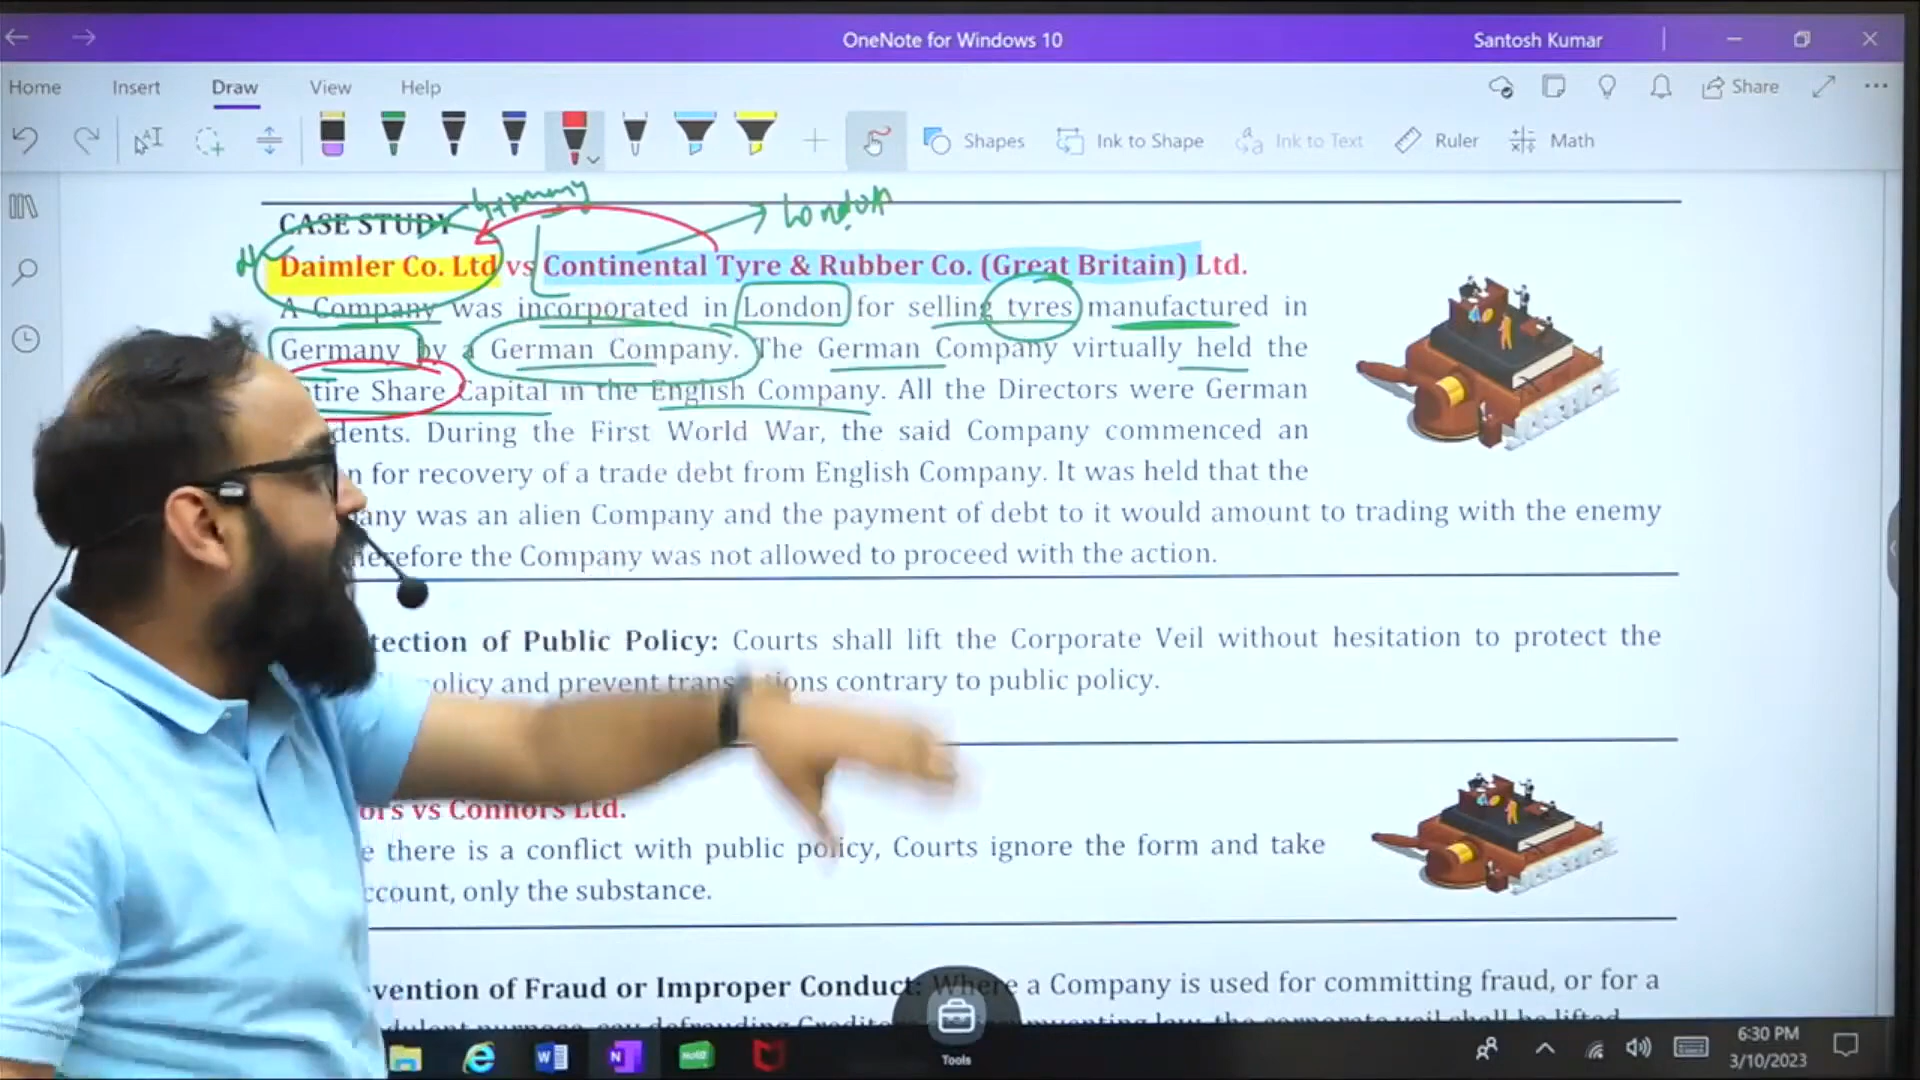 OneNote for Windows 10
Santosh Kumar
Home Insert Draw View Help
Share
Shapes Ink to Shape Ink to Text Ruler Math
Germany
London
CASE STUDY
Daimler Co. Ltd vs Continental Tyre & Rubber Co. (Great Britain) Ltd.
A Company was incorporated in London for selling tyres manufactured in
Germany by a German Company. The German Company virtually held the
tire Share Capital in the English Company. All the Directors were German
dents. During the First World War, the said Company commenced an
n for recovery of a trade debt from English Company. It was held that the
any was an alien Company and the payment of debt to it would amount to trading with the enemy
herefore the Company was not allowed to proceed with the action.
tection of Public Policy: Courts shall lift the Corporate Veil without hesitation to protect the
olicy and prevent transactions contrary to public policy.
ors vs Connors Ltd.
e there is a conflict with public policy, Courts ignore the form and take
ccount, only the substance.
vention of Fraud or Improper Conduct: Where a Company is used for committing fraud, or for a
Tools
6:30 PM
3/10/2023